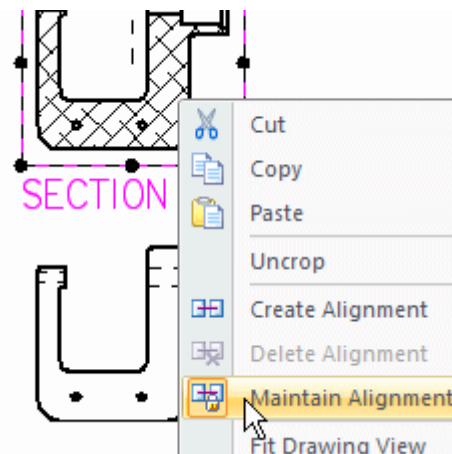 Cut
Copy
SECTION
Paste
Uncrop
Create Alignment
Delete Alignment
Maintain Alignment
Fit Drawing View